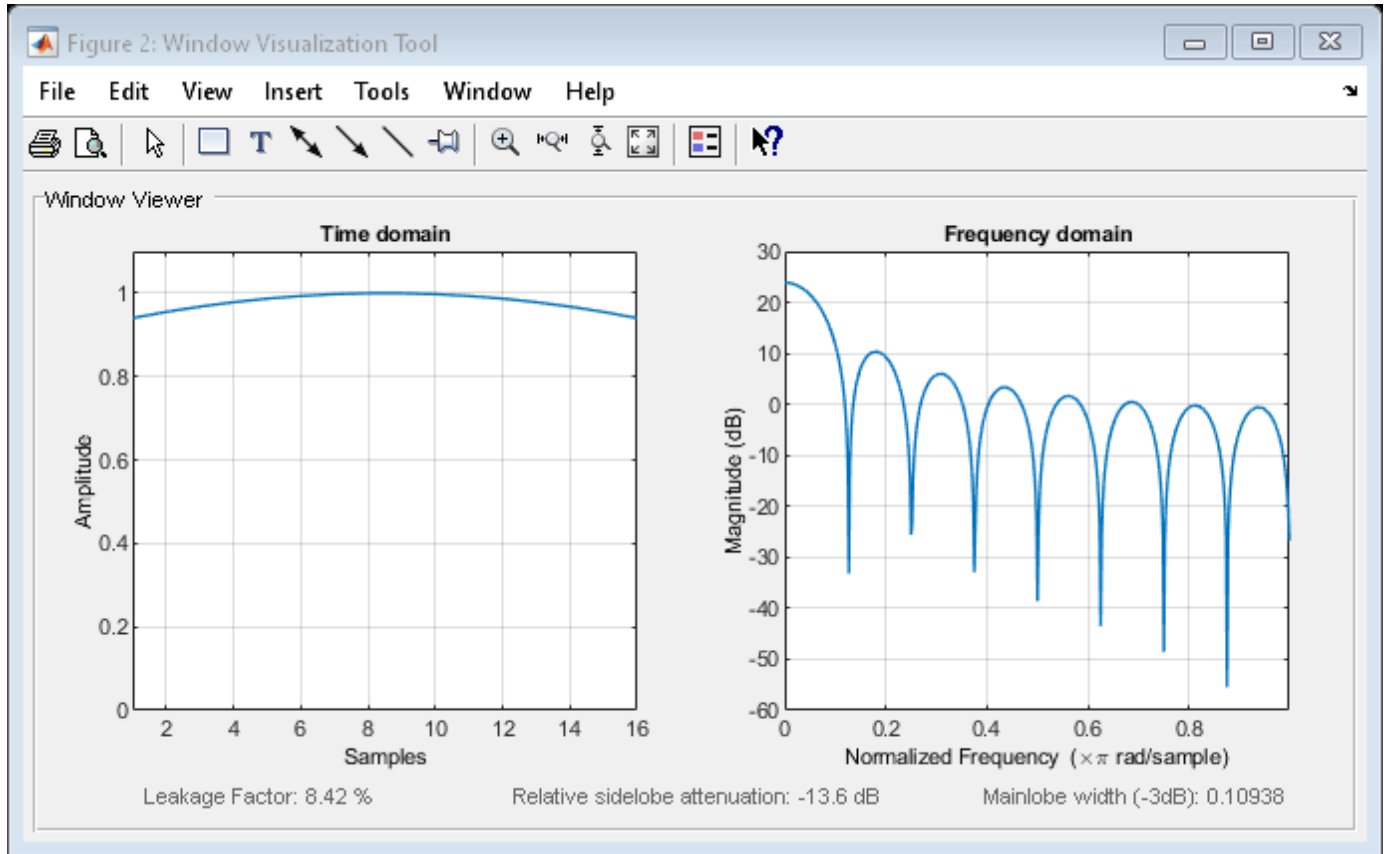 Figure 2: Window Visualization Tool
File Edit View Insert Tools Window Help
T
?
Window Viewer
Time domain
1
0.8
0.6
0.4
0.2
0
Amplitude
2 4 6 8 10 12 14 16
Samples
Frequency domain
30
20
10
0
-10
-20
-30
-40
-50
-60
Magnitude (dB)
0 0.2 0.4 0.6 0.8
Normalized Frequency (×π rad/sample)
Leakage Factor: 8.42 %
Relative sidelobe attenuation: -13.6 dB
Mainlobe width (-3dB): 0.10938